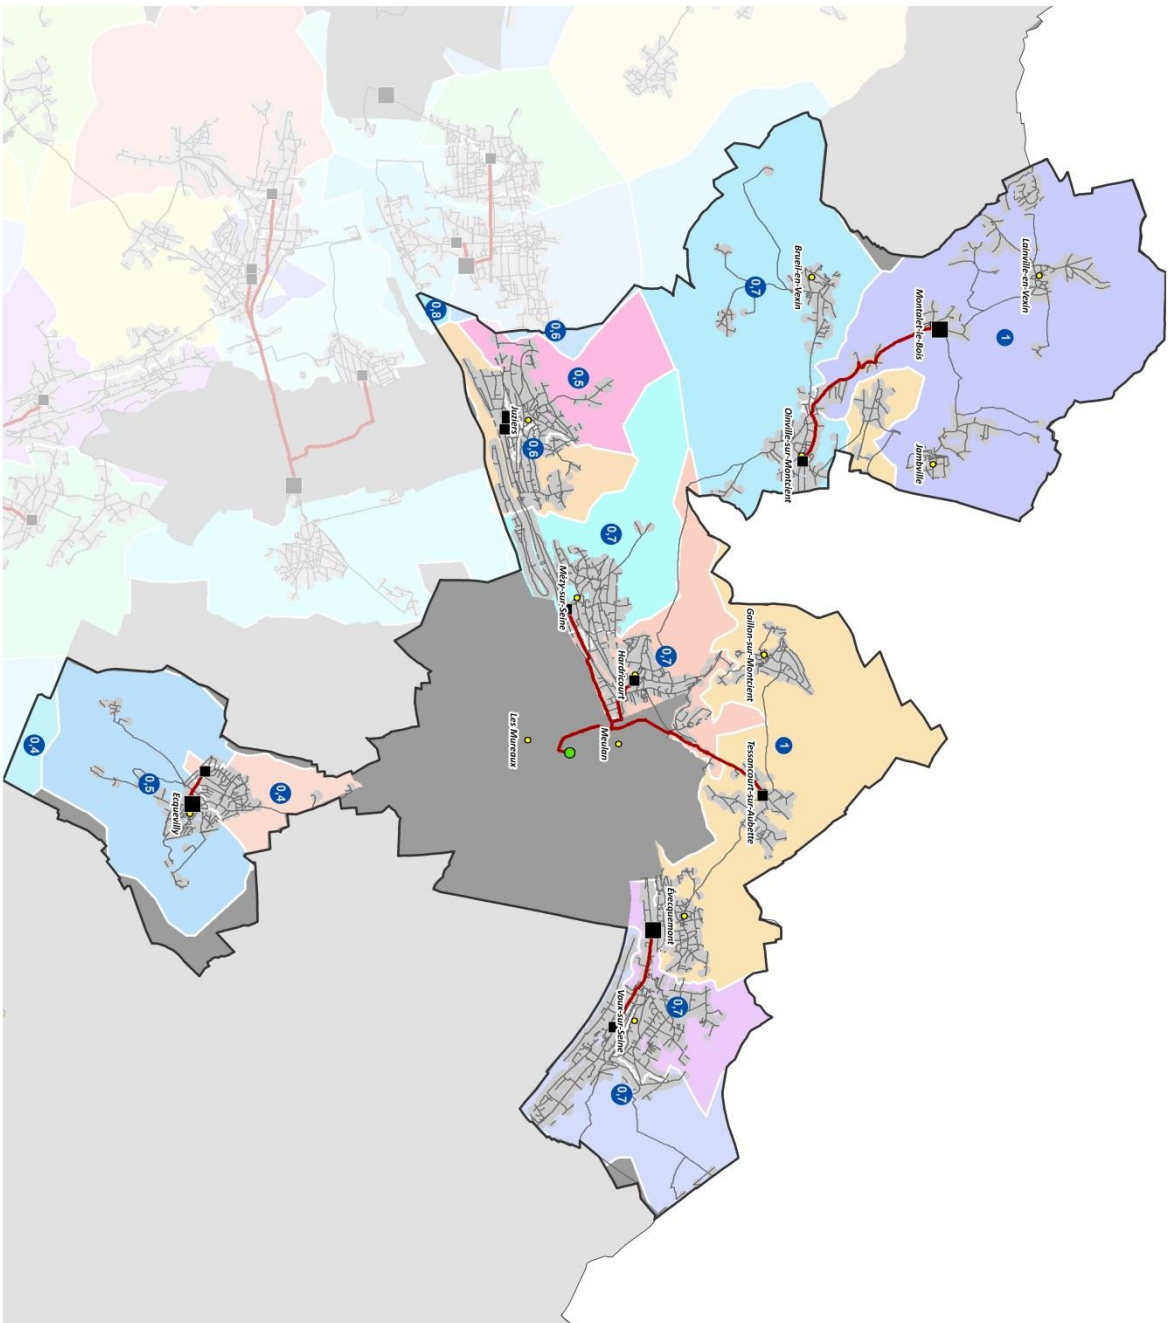 Lainville-en-Vexin
1
Montalet-le-Bois
Jambville
Brueil-en-Vexin
0,7
Oinville-sur-Montcient
0,8
0,6
0,5
Juziers
0,6
0,7
Mézy-sur-Seine
Gaillon-sur-Montcient
0,7
Hardricourt
1
Tessancourt-sur-Aubette
Meulan
Les Mureaux
0,4
0,5
0,4
Ecquevilly
Évecquemont
0,7
Vaux-sur-Seine
0,7